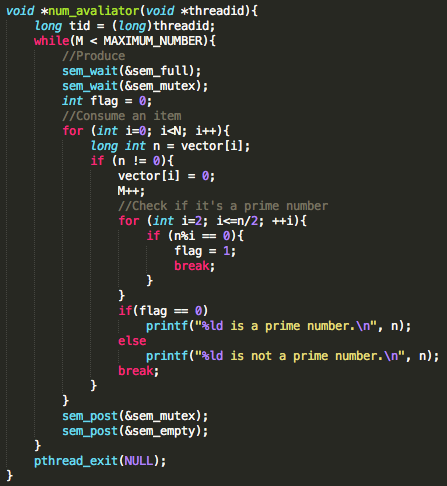 void *num_avaliator(void *threadid){
    long tid = (long)threadid;
    while(M < MAXIMUM_NUMBER){
        //Produce
        sem_wait(&sem_full);
        sem_wait(&sem_mutex);
        int flag = 0;
        //Consume an item
        for (int i=0; i<N; i++){
            long int n = vector[i];
            if (n != 0){
                vector[i] = 0;
                M++;
                //Check if it's a prime number
                for (int i=2; i<=n/2; ++i){
                    if (n%i == 0){
                        flag = 1;
                        break;
                    }
                }
                if(flag == 0)
                    printf("%ld is a prime number.\n", n);
                else
                    printf("%ld is not a prime number.\n", n);
                break;
            }
        }
        sem_post(&sem_mutex);
        sem_post(&sem_empty);
    }
    pthread_exit(NULL);
}